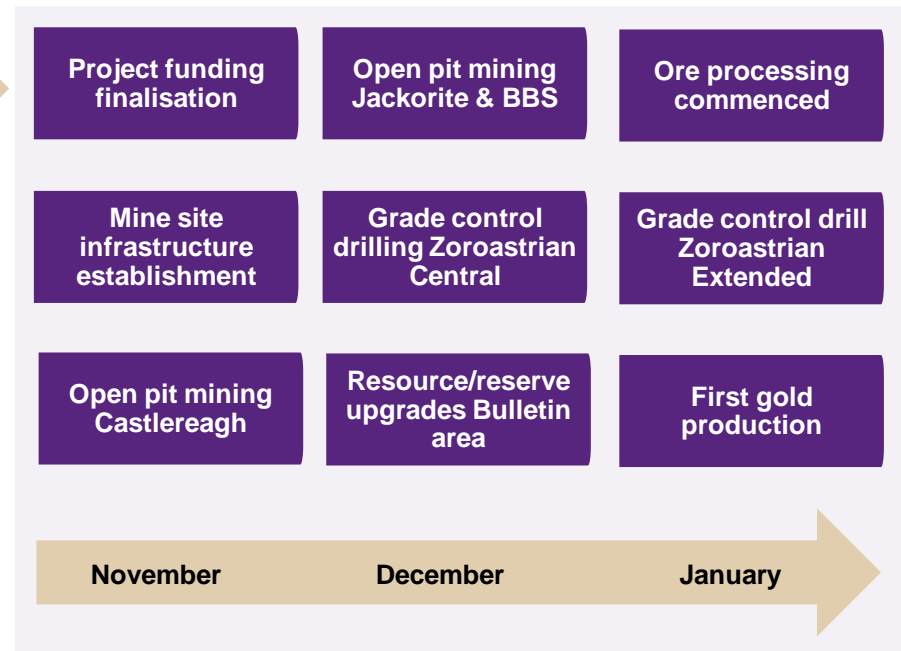 Project funding
finalisation
Open pit mining
Jackorite & BBS
Ore processing
commenced
Mine site
infrastructure
establishment
Grade control
drilling Zoroastrian
Central
Grade control drill
Zoroastrian
Extended
Open pit mining
Castlereagh
Resource/reserve
upgrades Bulletin
area
First gold
production
November
December
January